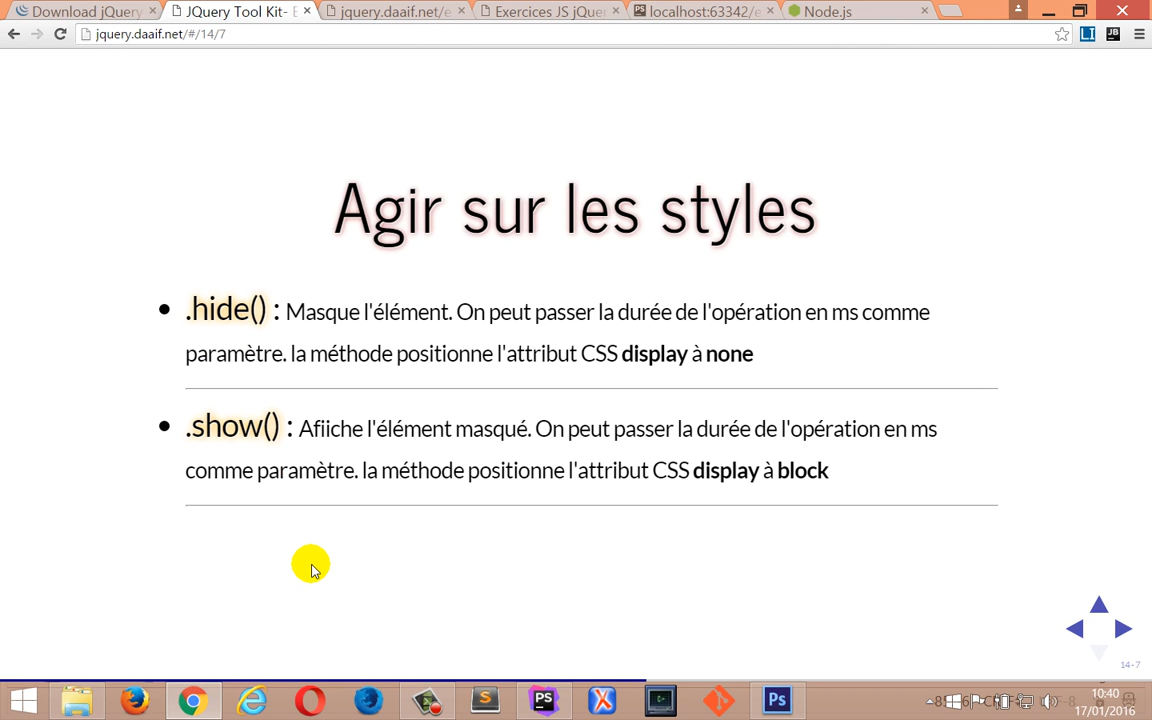 Download jQuery
JQuery Tool Kit- E
jquery.daaif.net/e
Exercices JS jQue
localhost:63342/e
Node.js
jquery.daaif.net/#/14/7
Agir sur les styles
.hide() : Masque l'élément. On peut passer la durée de l'opération en ms comme
paramètre. la méthode positionne l'attribut CSS display à none
.show() : Afiiche l'élément masqué. On peut passer la durée de l'opération en ms
comme paramètre. la méthode positionne l'attribut CSS display à block
14-7
10:40
17/01/2016